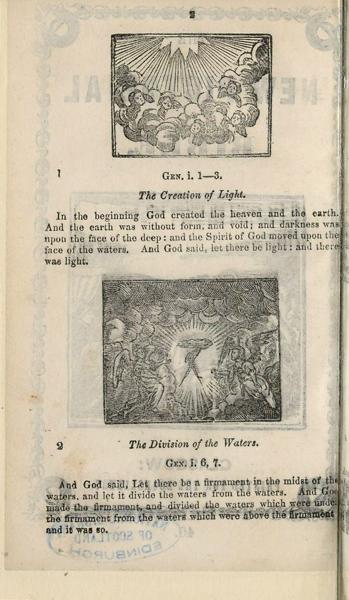 2
1
GEN. i. 1—3.
The Creation of Light.
In the beginning God created the heaven and the earth.
And the earth was without form, and void; and darkness was
upon the face of the deep: and the Spirit of God moved upon the
face of the waters. And God said, let there be light: and there
was light.
2 The Division of the Waters.
GEN. i. 6, 7.
And God said, Let there be a firmament in the midst of the
waters, and let it divide the waters from the waters. And God
made the firmament, and divided the waters which were under
the firmament from the waters which were above the firmament
and it was so.
OF SCOTLAND
EDINBURGH